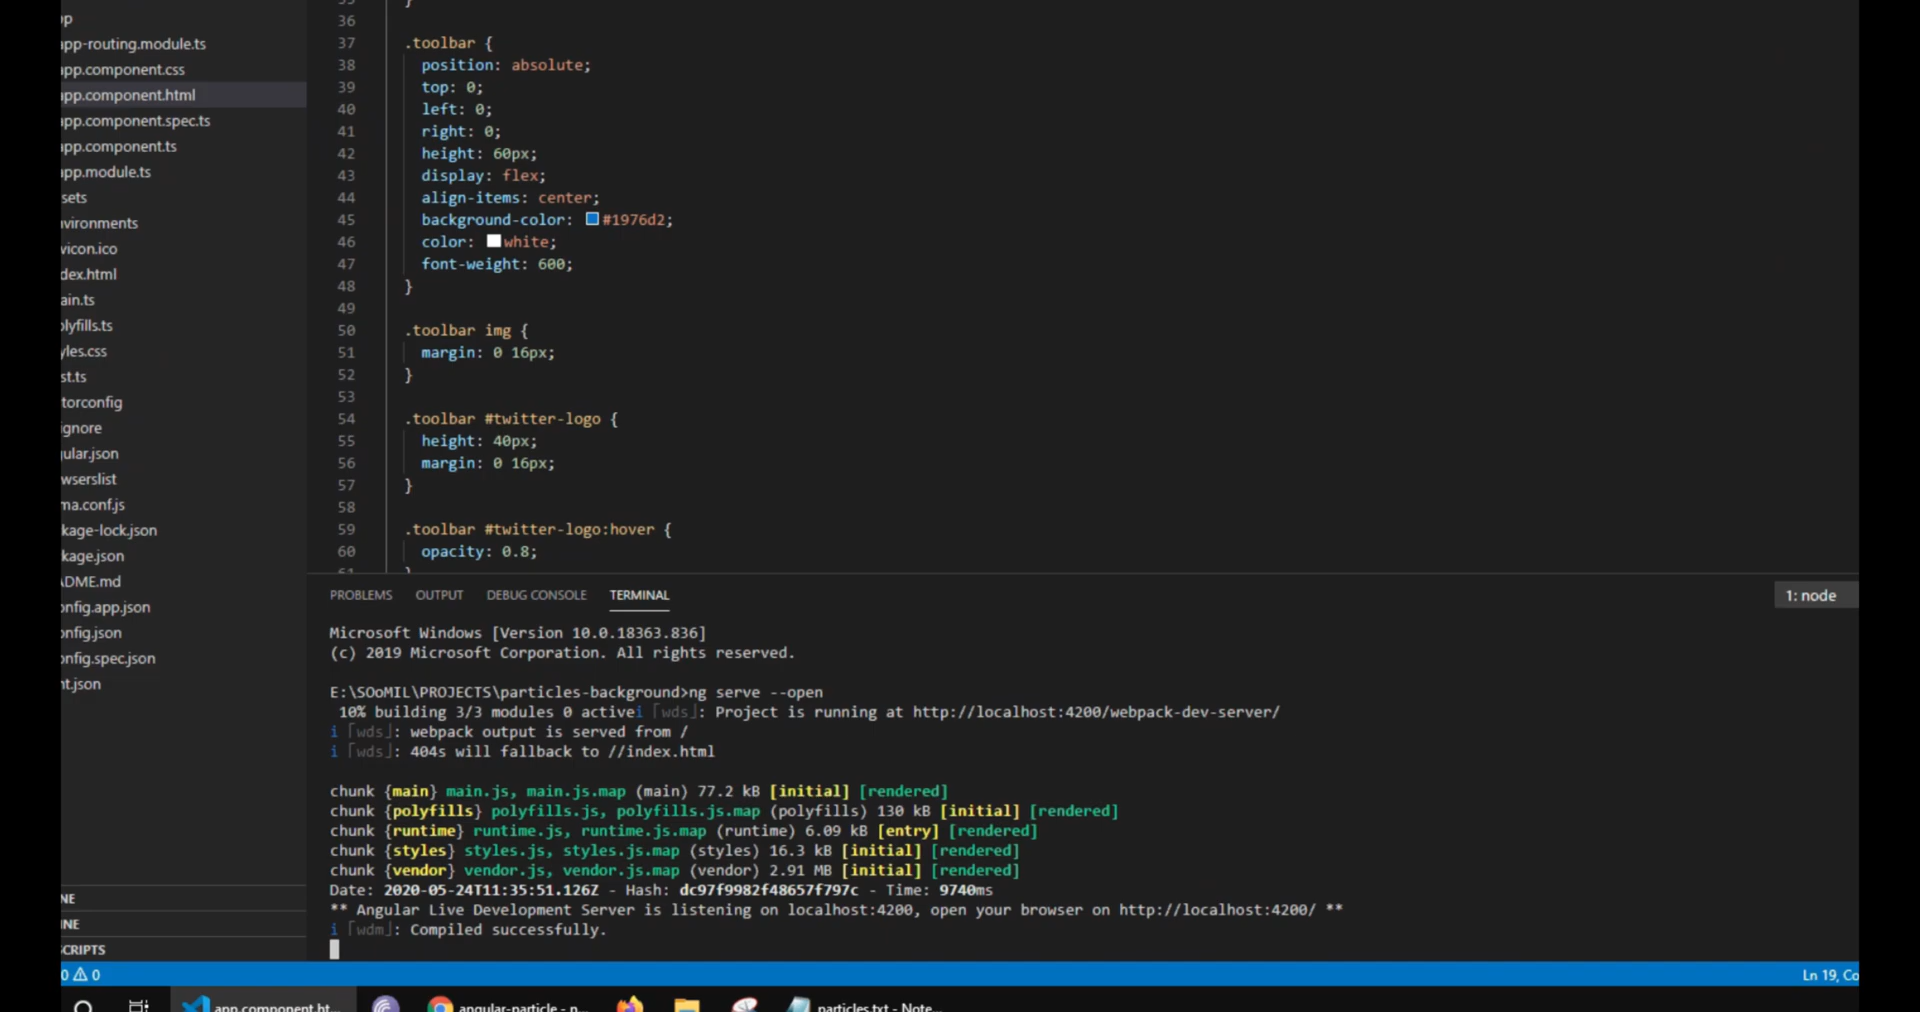 pp
app-routing.module.ts
app.component.css
app.component.html
app.component.spec.ts
app.component.ts
app.module.ts
sets
nvironments
vicon.ico
dex.html
ain.ts
olyfills.ts
yles.css
st.ts
torconfig
ignore
gular.json
wserslist
ma.conf.js
kage-lock.json
kage.json
ADME.md
onfig.app.json
onfig.json
onfig.spec.json
nt.json
NE
INE
SCRIPTS
36
37 .toolbar {
38 position: absolute;
39 top: 0;
40 left: 0;
41 right: 0;
42 height: 60px;
43 display: flex;
44 align-items: center;
45 background-color: #1976d2;
46 color: white;
47 font-weight: 600;
48 }
49
50 .toolbar img {
51 margin: 0 16px;
52 }
53
54 .toolbar #twitter-logo {
55 height: 40px;
56 margin: 0 16px;
57 }
58
59 .toolbar #twitter-logo:hover {
60 opacity: 0.8;
PROBLEMS OUTPUT DEBUG CONSOLE TERMINAL 1: node
Microsoft Windows [Version 10.0.18363.836]
(c) 2019 Microsoft Corporation. All rights reserved.
E:\SOoMIL\PROJECTS\particles-background>ng serve --open
10% building 3/3 modules 0 activei ｢wds｣: Project is running at http://localhost:4200/webpack-dev-server/
i ｢wds｣: webpack output is served from /
i ｢wds｣: 404s will fallback to //index.html
chunk {main} main.js, main.js.map (main) 77.2 kB [initial] [rendered]
chunk {polyfills} polyfills.js, polyfills.js.map (polyfills) 130 kB [initial] [rendered]
chunk {runtime} runtime.js, runtime.js.map (runtime) 6.09 kB [entry] [rendered]
chunk {styles} styles.js, styles.js.map (styles) 16.3 kB [initial] [rendered]
chunk {vendor} vendor.js, vendor.js.map (vendor) 2.91 MB [initial] [rendered]
Date: 2020-05-24T11:35:51.126Z - Hash: dc97f9982f48657f797c - Time: 9740ms
** Angular Live Development Server is listening on localhost:4200, open your browser on http://localhost:4200/ **
i ｢wdm｣: Compiled successfully.
0 0 Ln 19, Co
app.component.ht... angular-particle - n... particles.txt - Note...